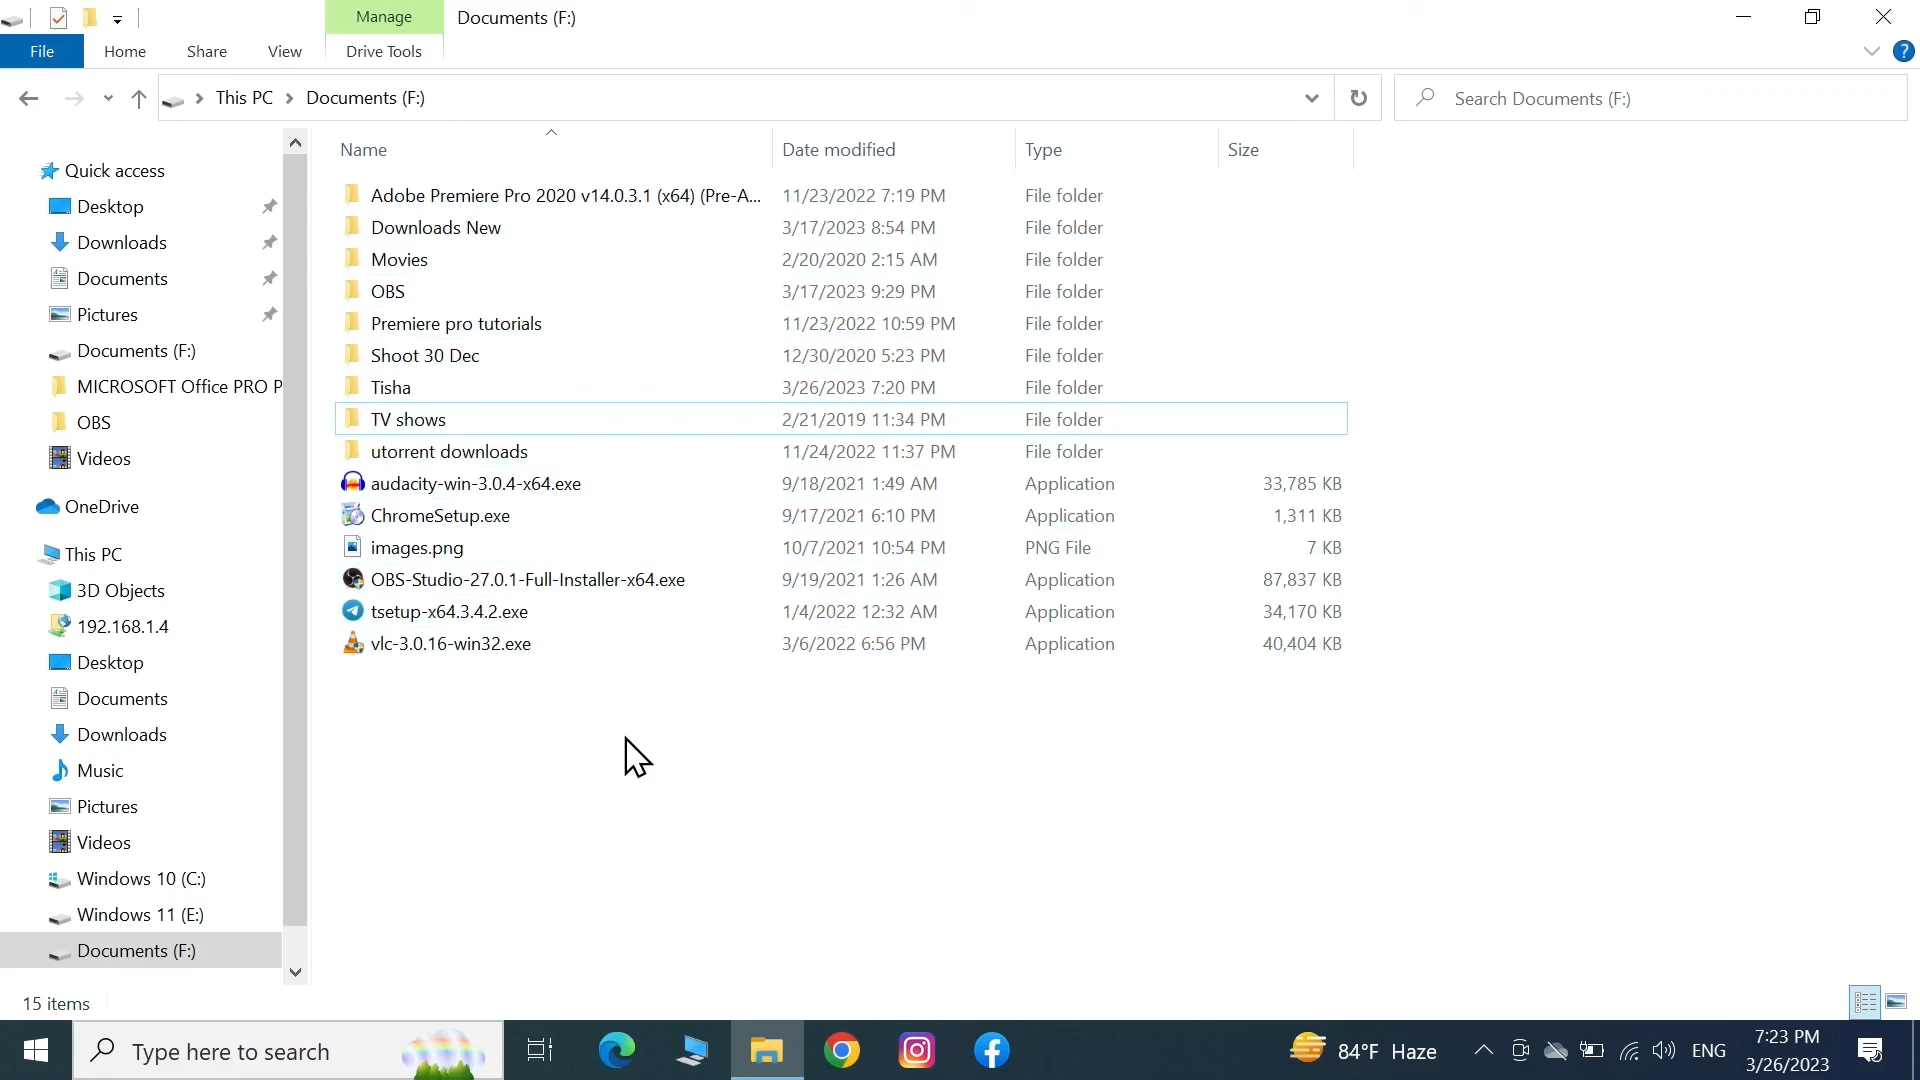 Manage
Documents (F:)
File
Home
Share
View
Drive Tools
?
This PC
Documents (F:)
Search Documents (F:)
Name
Date modified
Type
Size
Quick access
Desktop
Downloads
Documents
Pictures
Documents (F:)
MICROSOFT Office PRO P
OBS
Videos
OneDrive
This PC
3D Objects
192.168.1.4
Desktop
Documents
Downloads
Music
Pictures
Videos
Windows 10 (C:)
Windows 11 (E:)
Documents (F:)
Adobe Premiere Pro 2020 v14.0.3.1 (x64) (Pre-A... 11/23/2022 7:19 PM File folder
Downloads New 3/17/2023 8:54 PM File folder
Movies 2/20/2020 2:15 AM File folder
OBS 3/17/2023 9:29 PM File folder
Premiere pro tutorials 11/23/2022 10:59 PM File folder
Shoot 30 Dec 12/30/2020 5:23 PM File folder
Tisha 3/26/2023 7:20 PM File folder
TV shows 2/21/2019 11:34 PM File folder
utorrent downloads 11/24/2022 11:37 PM File folder
audacity-win-3.0.4-x64.exe 9/18/2021 1:49 AM Application 33,785 KB
ChromeSetup.exe 9/17/2021 6:10 PM Application 1,311 KB
images.png 10/7/2021 10:54 PM PNG File 7 KB
OBS-Studio-27.0.1-Full-Installer-x64.exe 9/19/2021 1:26 AM Application 87,837 KB
tsetup-x64.3.4.2.exe 1/4/2022 12:32 AM Application 34,170 KB
vlc-3.0.16-win32.exe 3/6/2022 6:56 PM Application 40,404 KB
15 items
Type here to search
84°F Haze
ENG
7:23 PM
3/26/2023